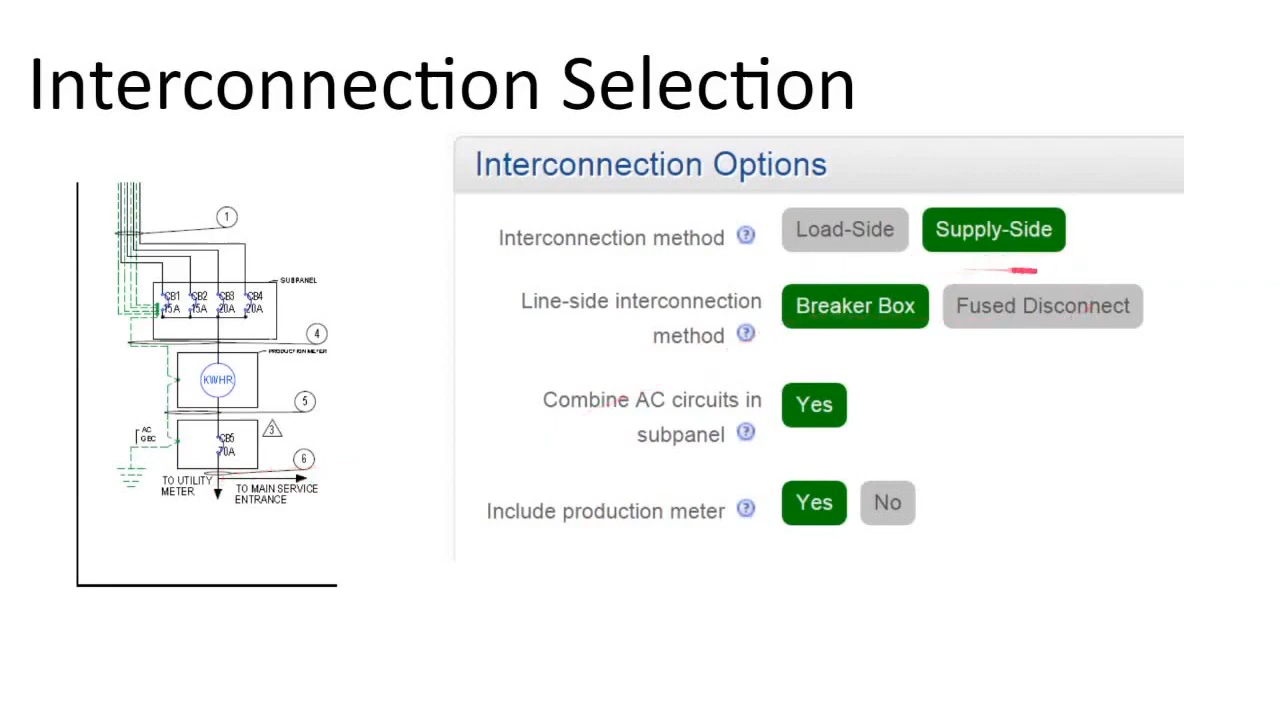 Interconnection Selection
Interconnection Options
Interconnection method ?
Load-Side
Supply-Side
Line-side interconnection
method ?
Breaker Box
Fused Disconnect
Combine AC circuits in
subpanel ?
Yes
Include production meter ?
Yes
No
1
SUBPANEL
CB1 CB2 CB3 CB4
15A 15A 20A 20A
4
PRODUCTION METER
KWHR
5
AC
GEC
3
CB5
70A
6
TO UTILITY
METER
TO MAIN SERVICE
ENTRANCE